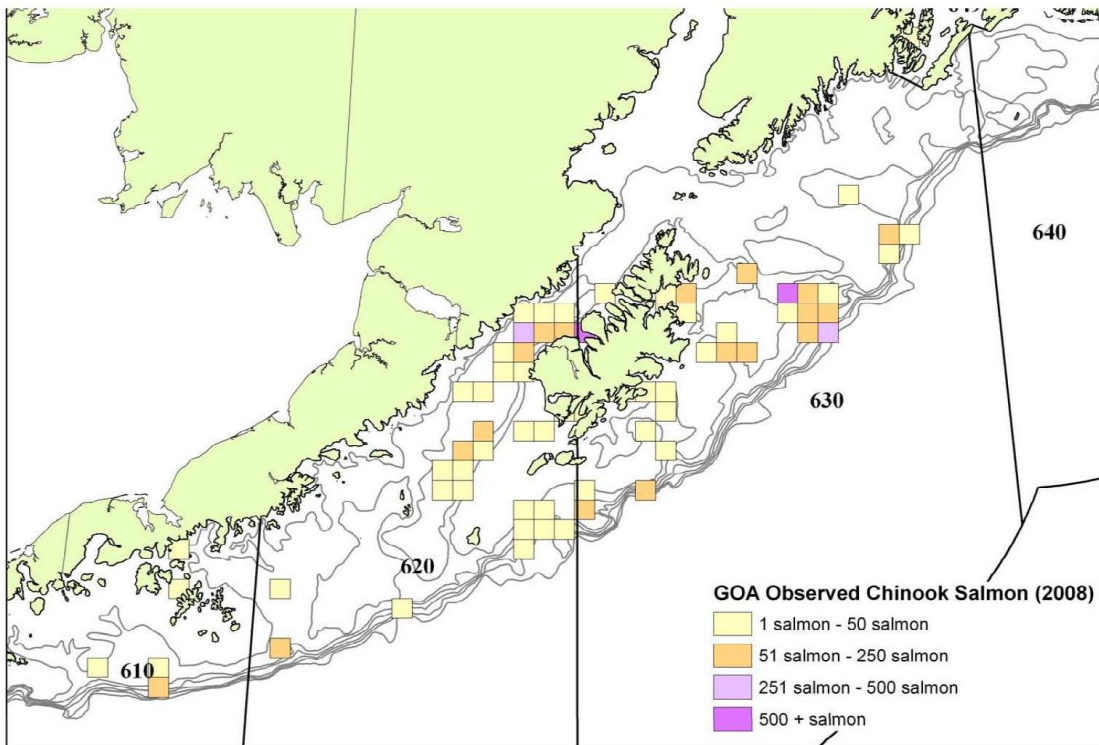 640
630
620
610
GOA Observed Chinook Salmon (2008)
1 salmon - 50 salmon
51 salmon - 250 salmon
251 salmon - 500 salmon
500 + salmon